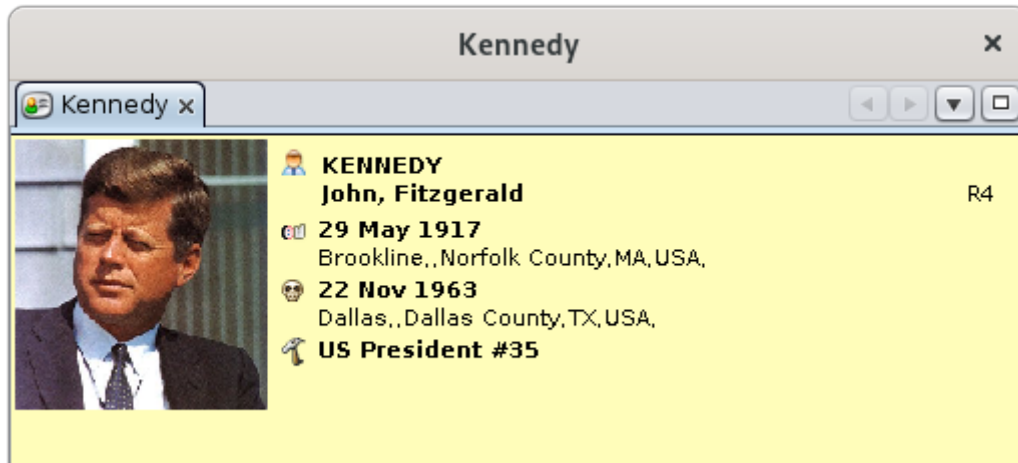 Kennedy
Kennedy
KENNEDY
John, Fitzgerald R4
29 May 1917
Brookline,,Norfolk County,MA,USA,
22 Nov 1963
Dallas,,Dallas County,TX,USA,
US President #35